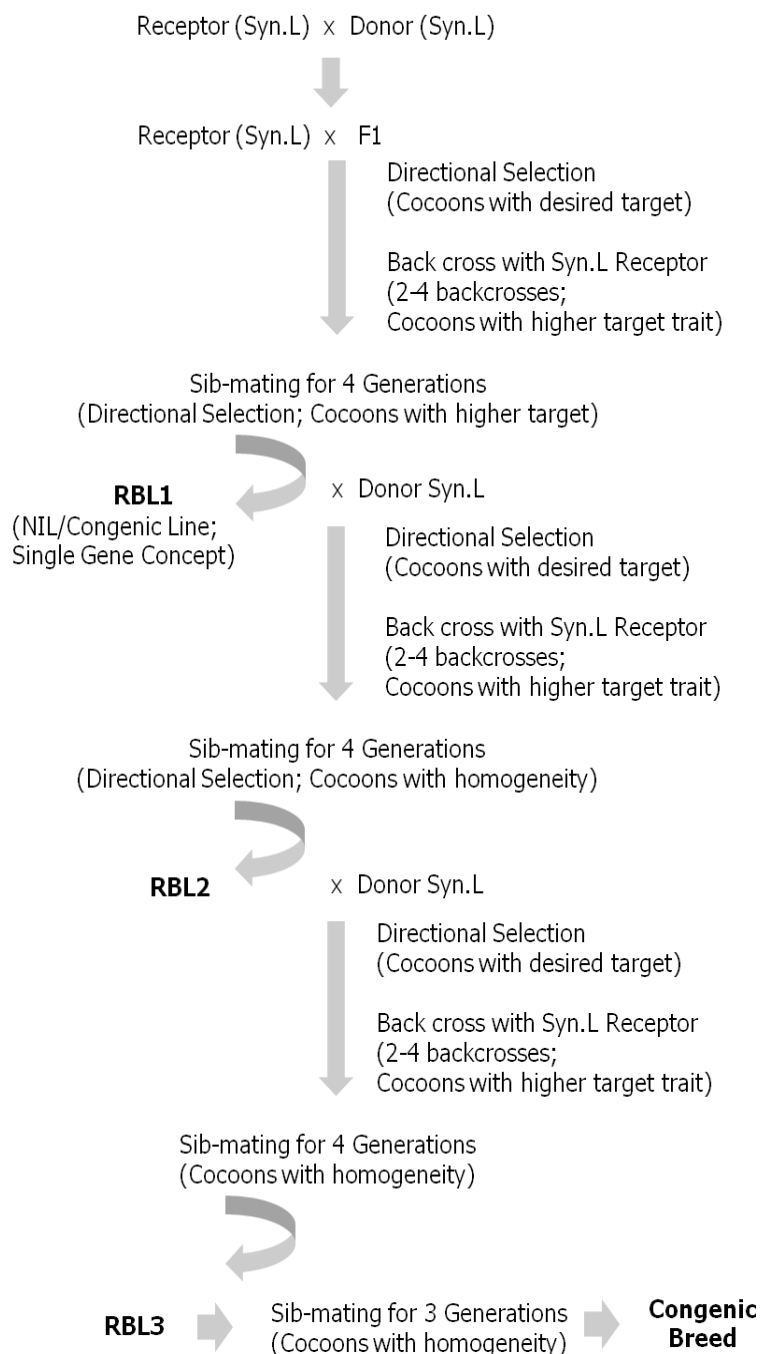 Receptor (Syn.L) x Donor (Syn.L)
Receptor (Syn.L) x F1
Directional Selection
(Cocoons with desired target)
Back cross with Syn.L Receptor
(2-4 backcrosses;
Cocoons with higher target trait)
Sib-mating for 4 Generations
(Directional Selection; Cocoons with higher target)
RBL1
(NIL/Congenic Line;
Single Gene Concept)
x Donor Syn.L
Directional Selection
(Cocoons with desired target)
Back cross with Syn.L Receptor
(2-4 backcrosses;
Cocoons with higher target trait)
Sib-mating for 4 Generations
(Directional Selection; Cocoons with homogeneity)
RBL2
x Donor Syn.L
Directional Selection
(Cocoons with desired target)
Back cross with Syn.L Receptor
(2-4 backcrosses;
Cocoons with higher target trait)
Sib-mating for 4 Generations
(Cocoons with homogeneity)
RBL3
Sib-mating for 3 Generations
(Cocoons with homogeneity)
Congenic
Breed